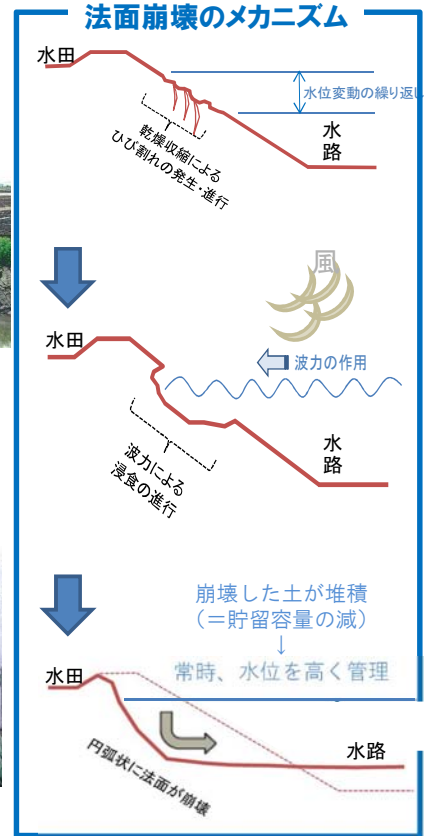 法面崩壊のメカニズム
水田
水位変動の繰り返し
水路
乾燥収縮による
ひび割れの発生・進行
風
水田
波力の作用
水路
波力による
浸食の進行
崩壊した土が堆積
（＝貯留容量の減）
↓
常時、水位を高く管理
水田
水路
円弧状に法面が崩壊